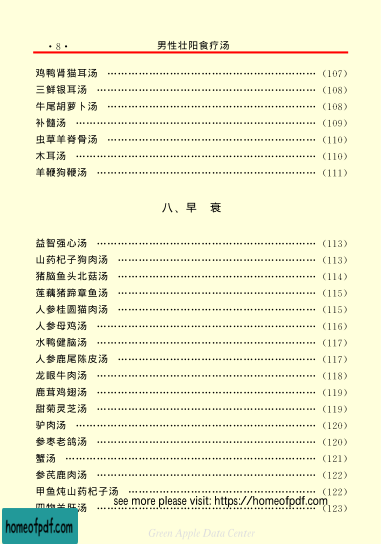 ·8· 男性壮阳食疗汤
鸡鸭肾猫耳汤 ……………………………………… (107)
三鲜银耳汤 ……………………………………… (108)
牛尾胡萝卜汤 ……………………………………… (108)
补髓汤 ……………………………………… (109)
虫草羊脊骨汤 ……………………………………… (110)
木耳汤 ……………………………………… (110)
羊鞭狗鞭汤 ……………………………………… (111)
八、早 衰
益智强心汤 ……………………………………… (113)
山药杞子狗肉汤 ……………………………………… (113)
猪脑鱼头北菇汤 ……………………………………… (114)
莲藕猪蹄章鱼汤 ……………………………………… (115)
人参桂圆猫肉汤 ……………………………………… (115)
人参母鸡汤 ……………………………………… (116)
水鸭健脑汤 ……………………………………… (117)
人参鹿尾陈皮汤 ……………………………………… (117)
龙眼牛肉汤 ……………………………………… (118)
鹿茸鸡翅汤 ……………………………………… (119)
甜菊灵芝汤 ……………………………………… (119)
驴肉汤 ……………………………………… (120)
参枣老鸽汤 ……………………………………… (120)
蟹汤 ……………………………………… (121)
参芪鹿肉汤 ……………………………………… (122)
甲鱼炖山药杞子汤 ……………………………………… (122)
四物羊肝汤 ……………………………………… (123)
see more please visit: https://homeofpdf.com
homeofpdf.com
Green Apple Data Center